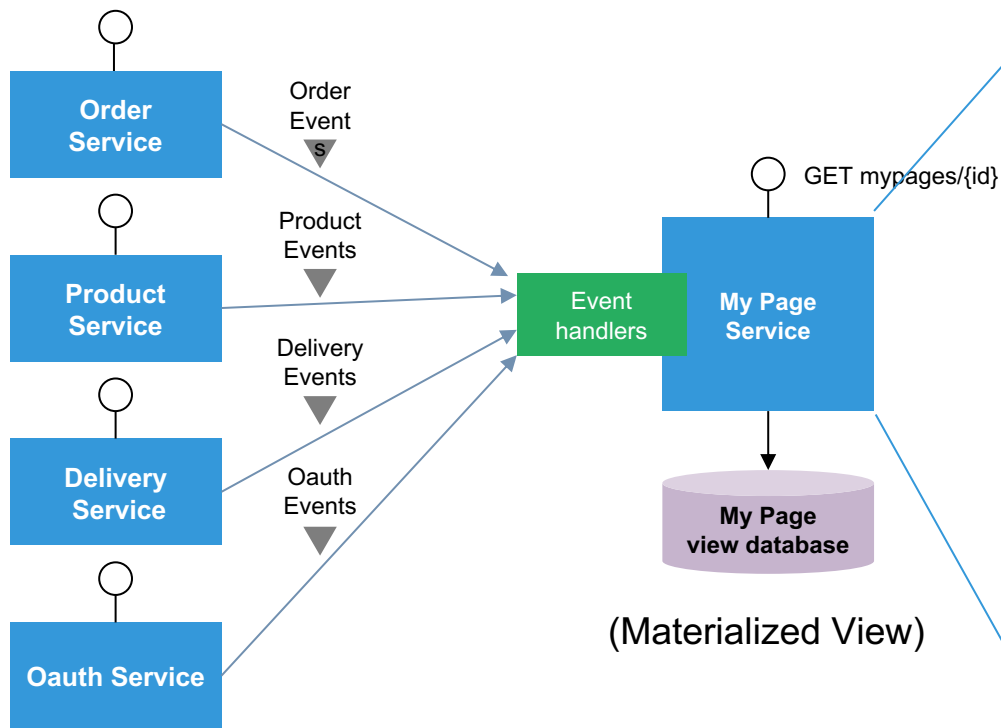 Order
Service
Order
Event
s
GET mypages/{id}
Product
Service
Product
Events
Event
handlers
My Page
Service
Delivery
Events
Delivery
Service
Oauth
Events
My Page
view database
(Materialized View)
Oauth Service